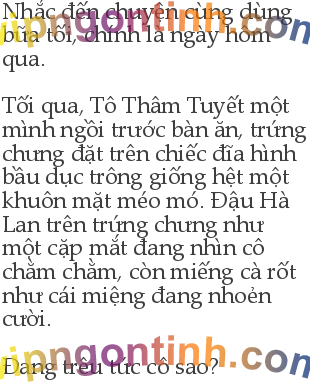 Nhắc đến chuyện cùng dùng
bữa tối, chính là ngày hôm
qua.
Tối qua, Tô Thâm Tuyết một
mình ngồi trước bàn ăn, trứng
chưng đặt trên chiếc đĩa hình
bầu dục trông giống hệt một
khuôn mặt méo mó. Đậu Hà
Lan trên trứng chưng như
một cặp mắt đang nhìn cô
chằm chằm, còn miếng cà rốt
như cái miệng đang nhoẻn
cười.
vipngontinh.com
Đang trêu tức cô sao?